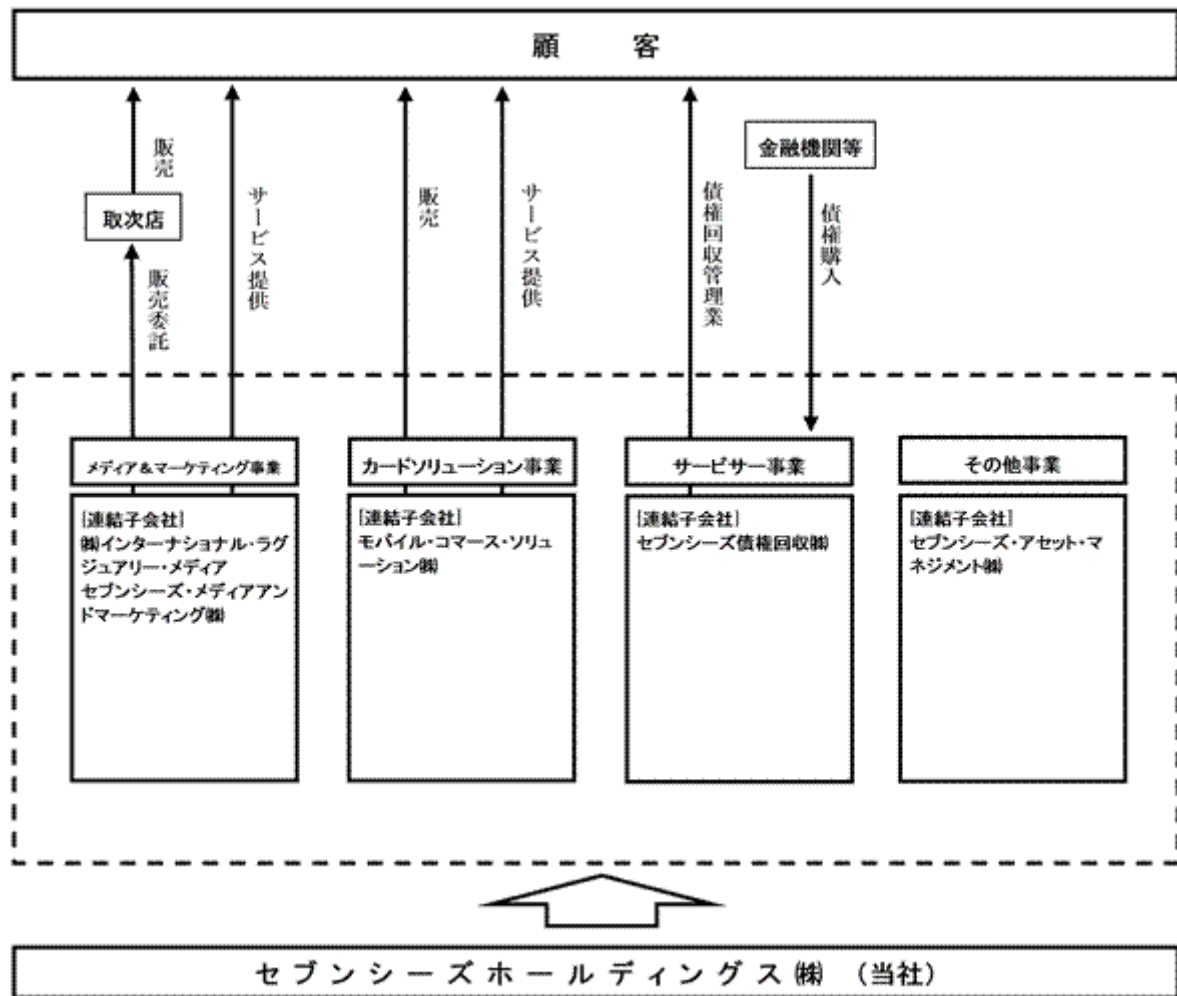 顧　客
販売
取次店
販売委託
サービス提供
販売
サービス提供
債権回収管理業
金融機関等
債権購入
メディア＆マーケティング事業
[連結子会社]
㈱インターナショナル・ラグ
ジュアリー・メディア
セブンシーズ・メディアアン
ドマーケティング㈱
カードソリューション事業
[連結子会社]
モバイル・コマース・ソリュ
ーション㈱
サービサー事業
[連結子会社]
セブンシーズ債権回収㈱
その他事業
[連結子会社]
セブンシーズ・アセット・マ
ネジメント㈱
セブンシーズホールディングス㈱（当社）